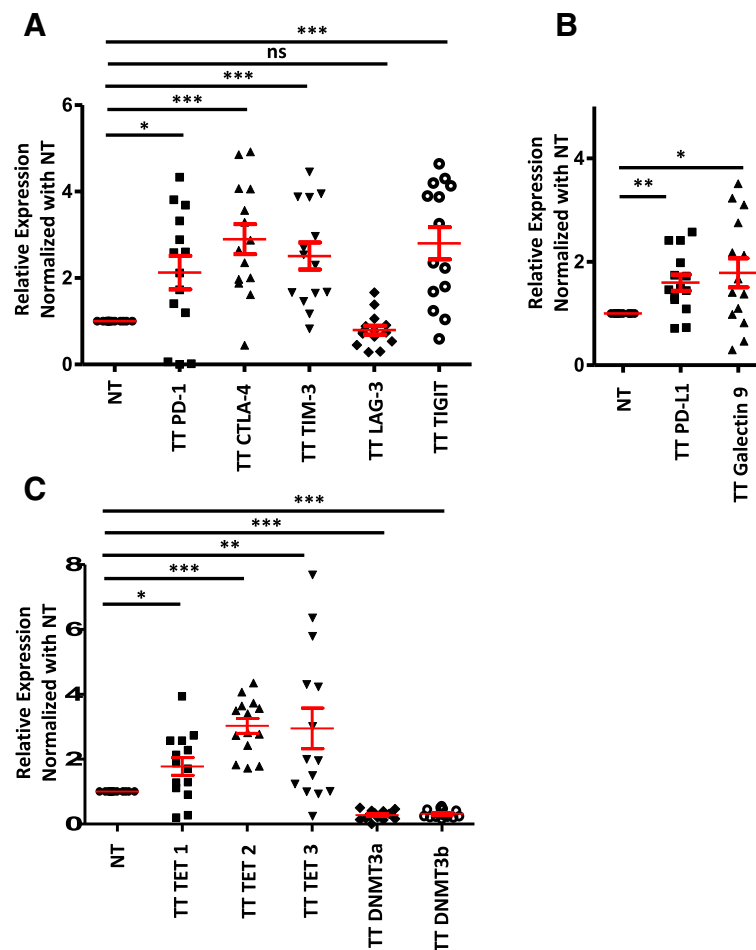 A
***
ns
***
***
*
Relative Expression
Normalized with NT
6
4
2
0
NT
TT PD-1
TT CTLA-4
TT TIM-3
TT LAG-3
TT TIGIT
B
*
**
Relative Expression
Normalized with NT
4
2
0
NT
TT PD-L1
TT Galectin 9
C
***
***
**
***
*
Relative Expression
Normalized with NT
8
6
4
2
0
NT
TT TET 1
TT TET 2
TT TET 3
TT DNMT3a
TT DNMT3b